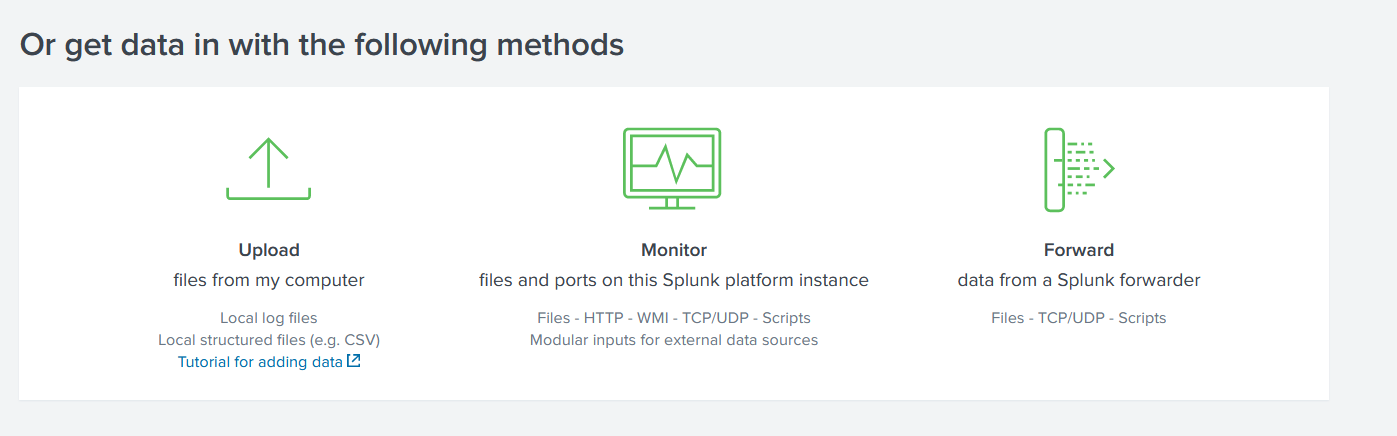 Or get data in with the following methods
Upload
files from my computer
Local log files
Local structured files (e.g. CSV)
Tutorial for adding data
Monitor
files and ports on this Splunk platform instance
Files - HTTP - WMI - TCP/UDP - Scripts
Modular inputs for external data sources
Forward
data from a Splunk forwarder
Files - TCP/UDP - Scripts